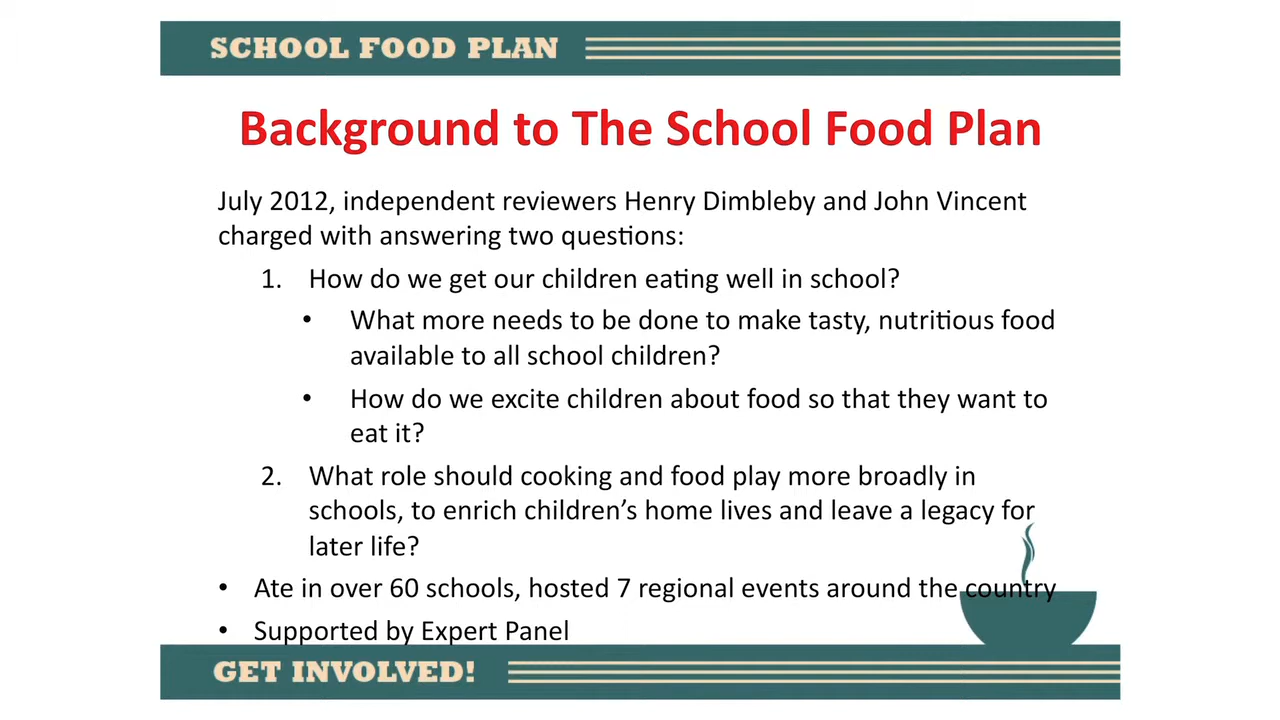 SCHOOL FOOD PLAN
Background to The School Food Plan
July 2012, independent reviewers Henry Dimbleby and John Vincent
charged with answering two questions:
1. How do we get our children eating well in school?
• What more needs to be done to make tasty, nutritious food
available to all school children?
• How do we excite children about food so that they want to
eat it?
2. What role should cooking and food play more broadly in
schools, to enrich children's home lives and leave a legacy for
later life?
• Ate in over 60 schools, hosted 7 regional events around the country
• Supported by Expert Panel
GET INVOLVED!